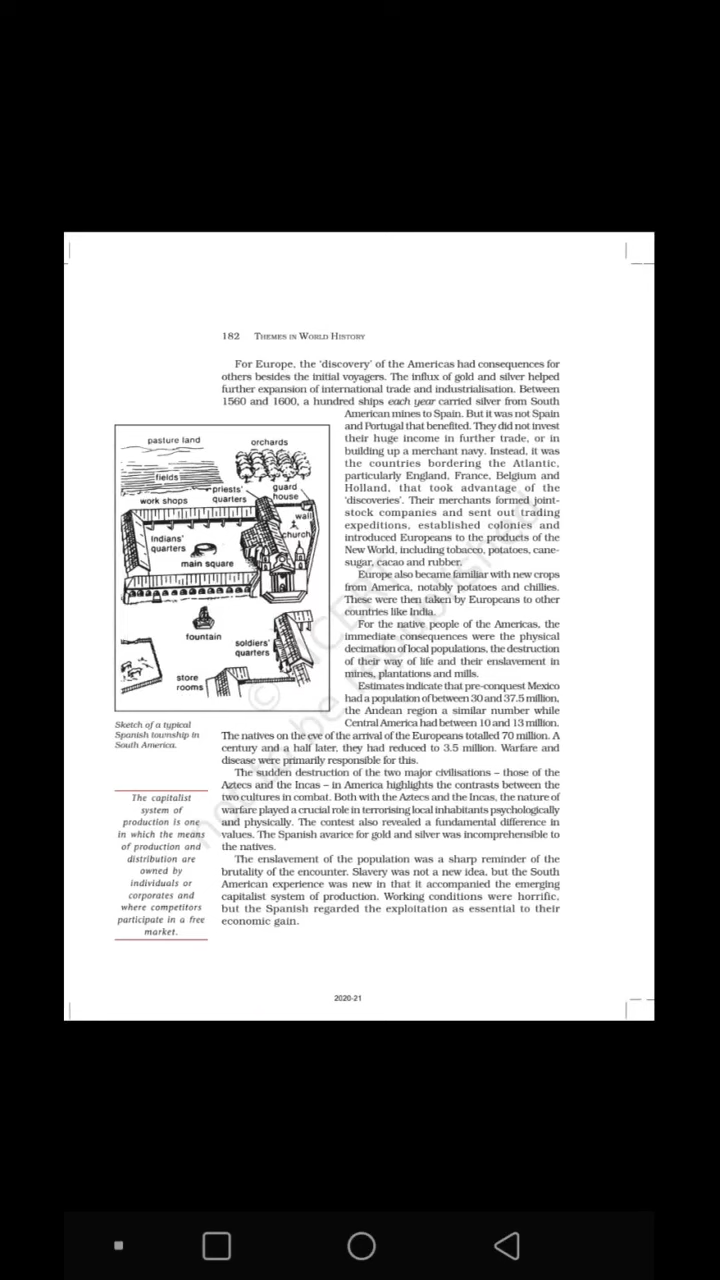 182 THEMES IN WORLD HISTORY
For Europe, the 'discovery' of the Americas had consequences for
others besides the initial voyagers. The influx of gold and silver helped
further expansion of international trade and industrialisation. Between
1560 and 1600, a hundred ships each year carried silver from South
American mines to Spain. But it was not Spain
and Portugal that benefited. They did not invest
their huge income in further trade, or in
building up a merchant navy. Instead, it was
the countries bordering the Atlantic,
particularly England, France, Belgium and
Holland, that took advantage of the
'discoveries'. Their merchants formed joint-
stock companies and sent out trading
expeditions, established colonies and
introduced Europeans to the products of the
New World, including tobacco, potatoes, cane-
sugar, cacao and rubber.
Europe also became familiar with new crops
from America, notably potatoes and chillies.
These were then taken by Europeans to other
countries like India.
For the native people of the Americas, the
immediate consequences were the physical
decimation of local populations, the destruction
of their way of life and their enslavement in
mines, plantations and mills.
Estimates indicate that pre-conquest Mexico
had a population of between 30 and 37.5 million,
the Andean region a similar number while
Central America had between 10 and 13 million.
The natives on the eve of the arrival of the Europeans totalled 70 million. A
century and a half later, they had reduced to 3.5 million. Warfare and
disease were primarily responsible for this.
The sudden destruction of the two major civilisations – those of the
Aztecs and the Incas – in America highlights the contrasts between the
two cultures in combat. Both with the Aztecs and the Incas, the nature of
warfare played a crucial role in terrorising local inhabitants psychologically
and physically. The contest also revealed a fundamental difference in
values. The Spanish avarice for gold and silver was incomprehensible to
the natives.
The enslavement of the population was a sharp reminder of the
brutality of the encounter. Slavery was not a new idea, but the South
American experience was new in that it accompanied the emerging
capitalist system of production. Working conditions were horrific,
but the Spanish regarded the exploitation as essential to their
economic gain.
pasture land
orchards
fields
priests'
quarters
guard
house
work shops
wall
church
Indians'
quarters
main square
fountain
soldiers'
quarters
store
rooms
Sketch of a typical
Spanish township in
South America.
The capitalist
system of
production is one
in which the means
of production and
distribution are
owned by
individuals or
corporates and
where competitors
participate in a free
market.
© NCERT
not to be republished
2020-21